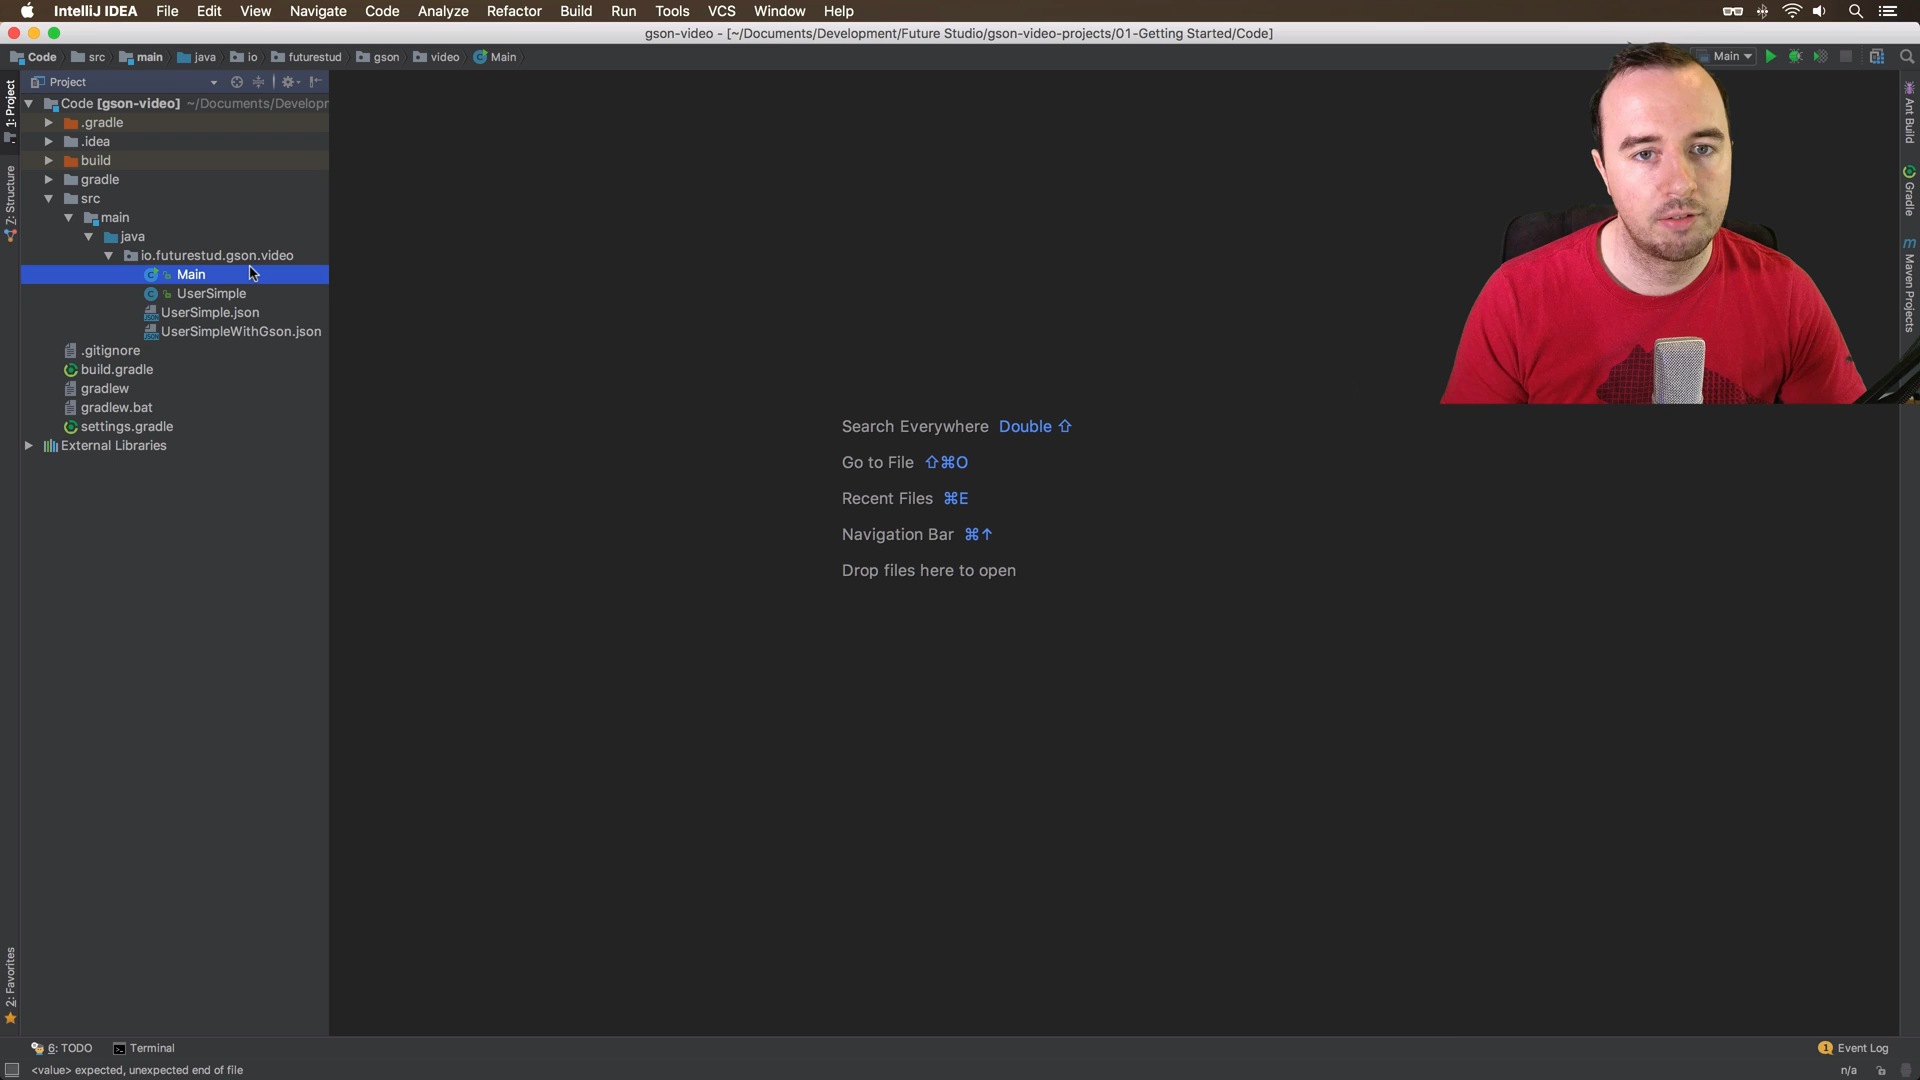 IntelliJ IDEA File Edit View Navigate Code Analyze Refactor Build Run Tools VCS Window Help
gson-video - [~/Documents/Development/Future Studio/gson-video-projects/01-Getting Started/Code]
Code src main java io futurestud gson video Main
Main
Project
1: Project
Z: Structure
2: Favorites
Code [gson-video] ~/Documents/Developm
.gradle
.idea
build
gradle
src
main
java
io.futurestud.gson.video
Main
UserSimple
UserSimple.json
UserSimpleWithGson.json
.gitignore
build.gradle
gradlew
gradlew.bat
settings.gradle
External Libraries
Search Everywhere Double ⇧
Go to File ⇧⌘O
Recent Files ⌘E
Navigation Bar ⌘↑
Drop files here to open
Ant Build
Gradle
Maven Projects
6: TODO Terminal
1 Event Log
<value> expected, unexpected end of file
n/a